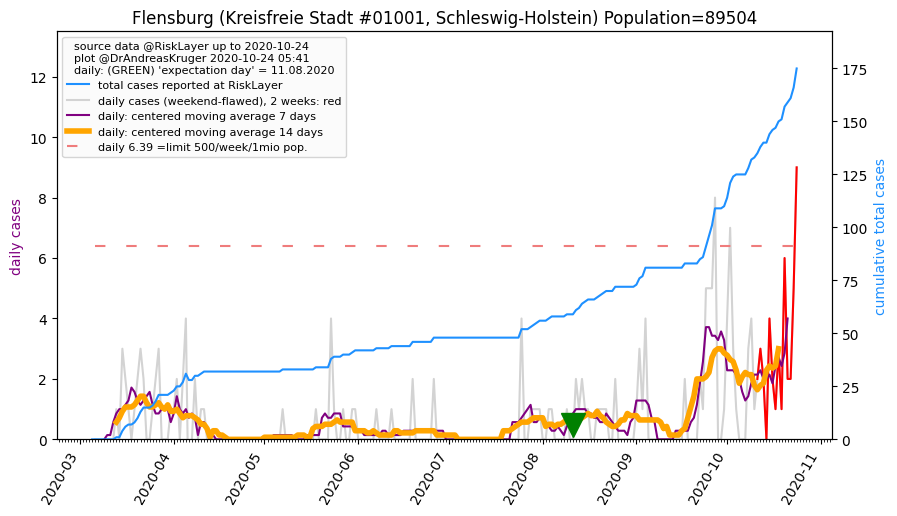 Flensburg (Kreisfreie Stadt #01001, Schleswig-Holstein) Population=89504
source data @RiskLayer up to 2020-10-24
plot @DrAndreasKruger 2020-10-24 05:41
daily: (GREEN) 'expectation day' = 11.08.2020
total cases reported at RiskLayer
daily cases (weekend-flawed), 2 weeks: red
daily: centered moving average 7 days
daily: centered moving average 14 days
daily 6.39 =limit 500/week/1mio pop.
daily cases
12
10
8
6
4
2
0
cumulative total cases
175
150
125
100
75
50
25
0
2020-03
2020-04
2020-05
2020-06
2020-07
2020-08
2020-09
2020-10
2020-11